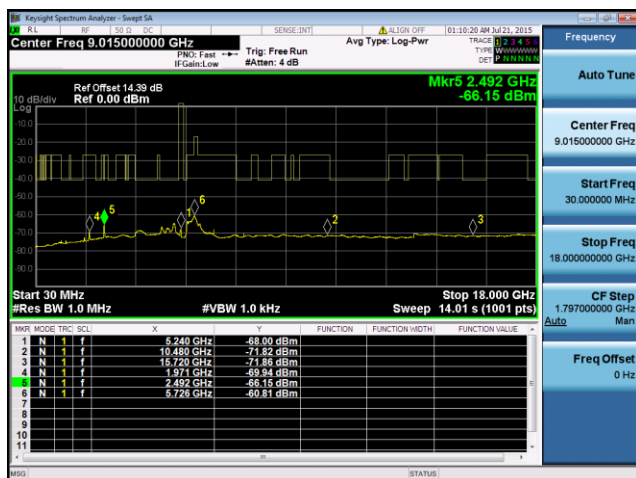 Keysight Spectrum Analyzer - Swept SA
RL RF 50 Ω DC SENSE:INT ALIGN OFF 01:10:20 AM Jul 21, 2015
Center Freq 9.015000000 GHz
PNO: Fast
IFGain:Low
Trig: Free Run
#Atten: 4 dB
Avg Type: Log-Pwr
TRACE 1 2 3 4 5 6
TYPE WWWWWW
DET P N N N N N
Ref Offset 14.39 dB
Ref 0.00 dBm
10 dB/div
Log
Mkr5 2.492 GHz
-66.15 dBm
-10.0
-20.0
-30.0
-40.0
-50.0
-60.0
-70.0
-80.0
-90.0
4
5
1
6
2
3
Start 30 MHz
#Res BW 1.0 MHz
#VBW 1.0 kHz
Stop 18.000 GHz
Sweep 14.01 s (1001 pts)
MKR MODE TRC SCL X Y FUNCTION FUNCTION WIDTH FUNCTION VALUE
1 N 1 f 5.240 GHz -68.00 dBm
2 N 1 f 10.480 GHz -71.82 dBm
3 N 1 f 15.720 GHz -71.86 dBm
4 N 1 f 1.971 GHz -69.94 dBm
5 N 1 f 2.492 GHz -66.15 dBm
6 N 1 f 5.726 GHz -60.81 dBm
7
8
9
10
11
MSG
STATUS
Frequency
Auto Tune
Center Freq
9.015000000 GHz
Start Freq
30.000000 MHz
Stop Freq
18.000000000 GHz
CF Step
1.797000000 GHz
Auto Man
Freq Offset
0 Hz